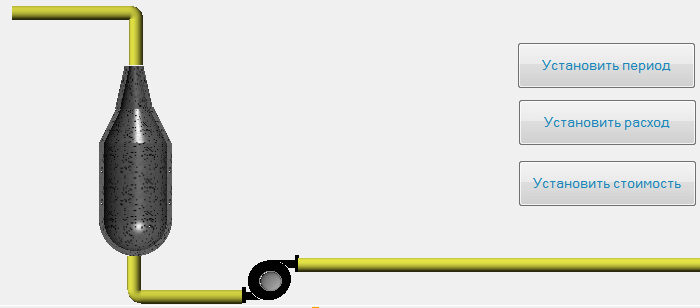 Установить период
Установить расход
Установить стоимость